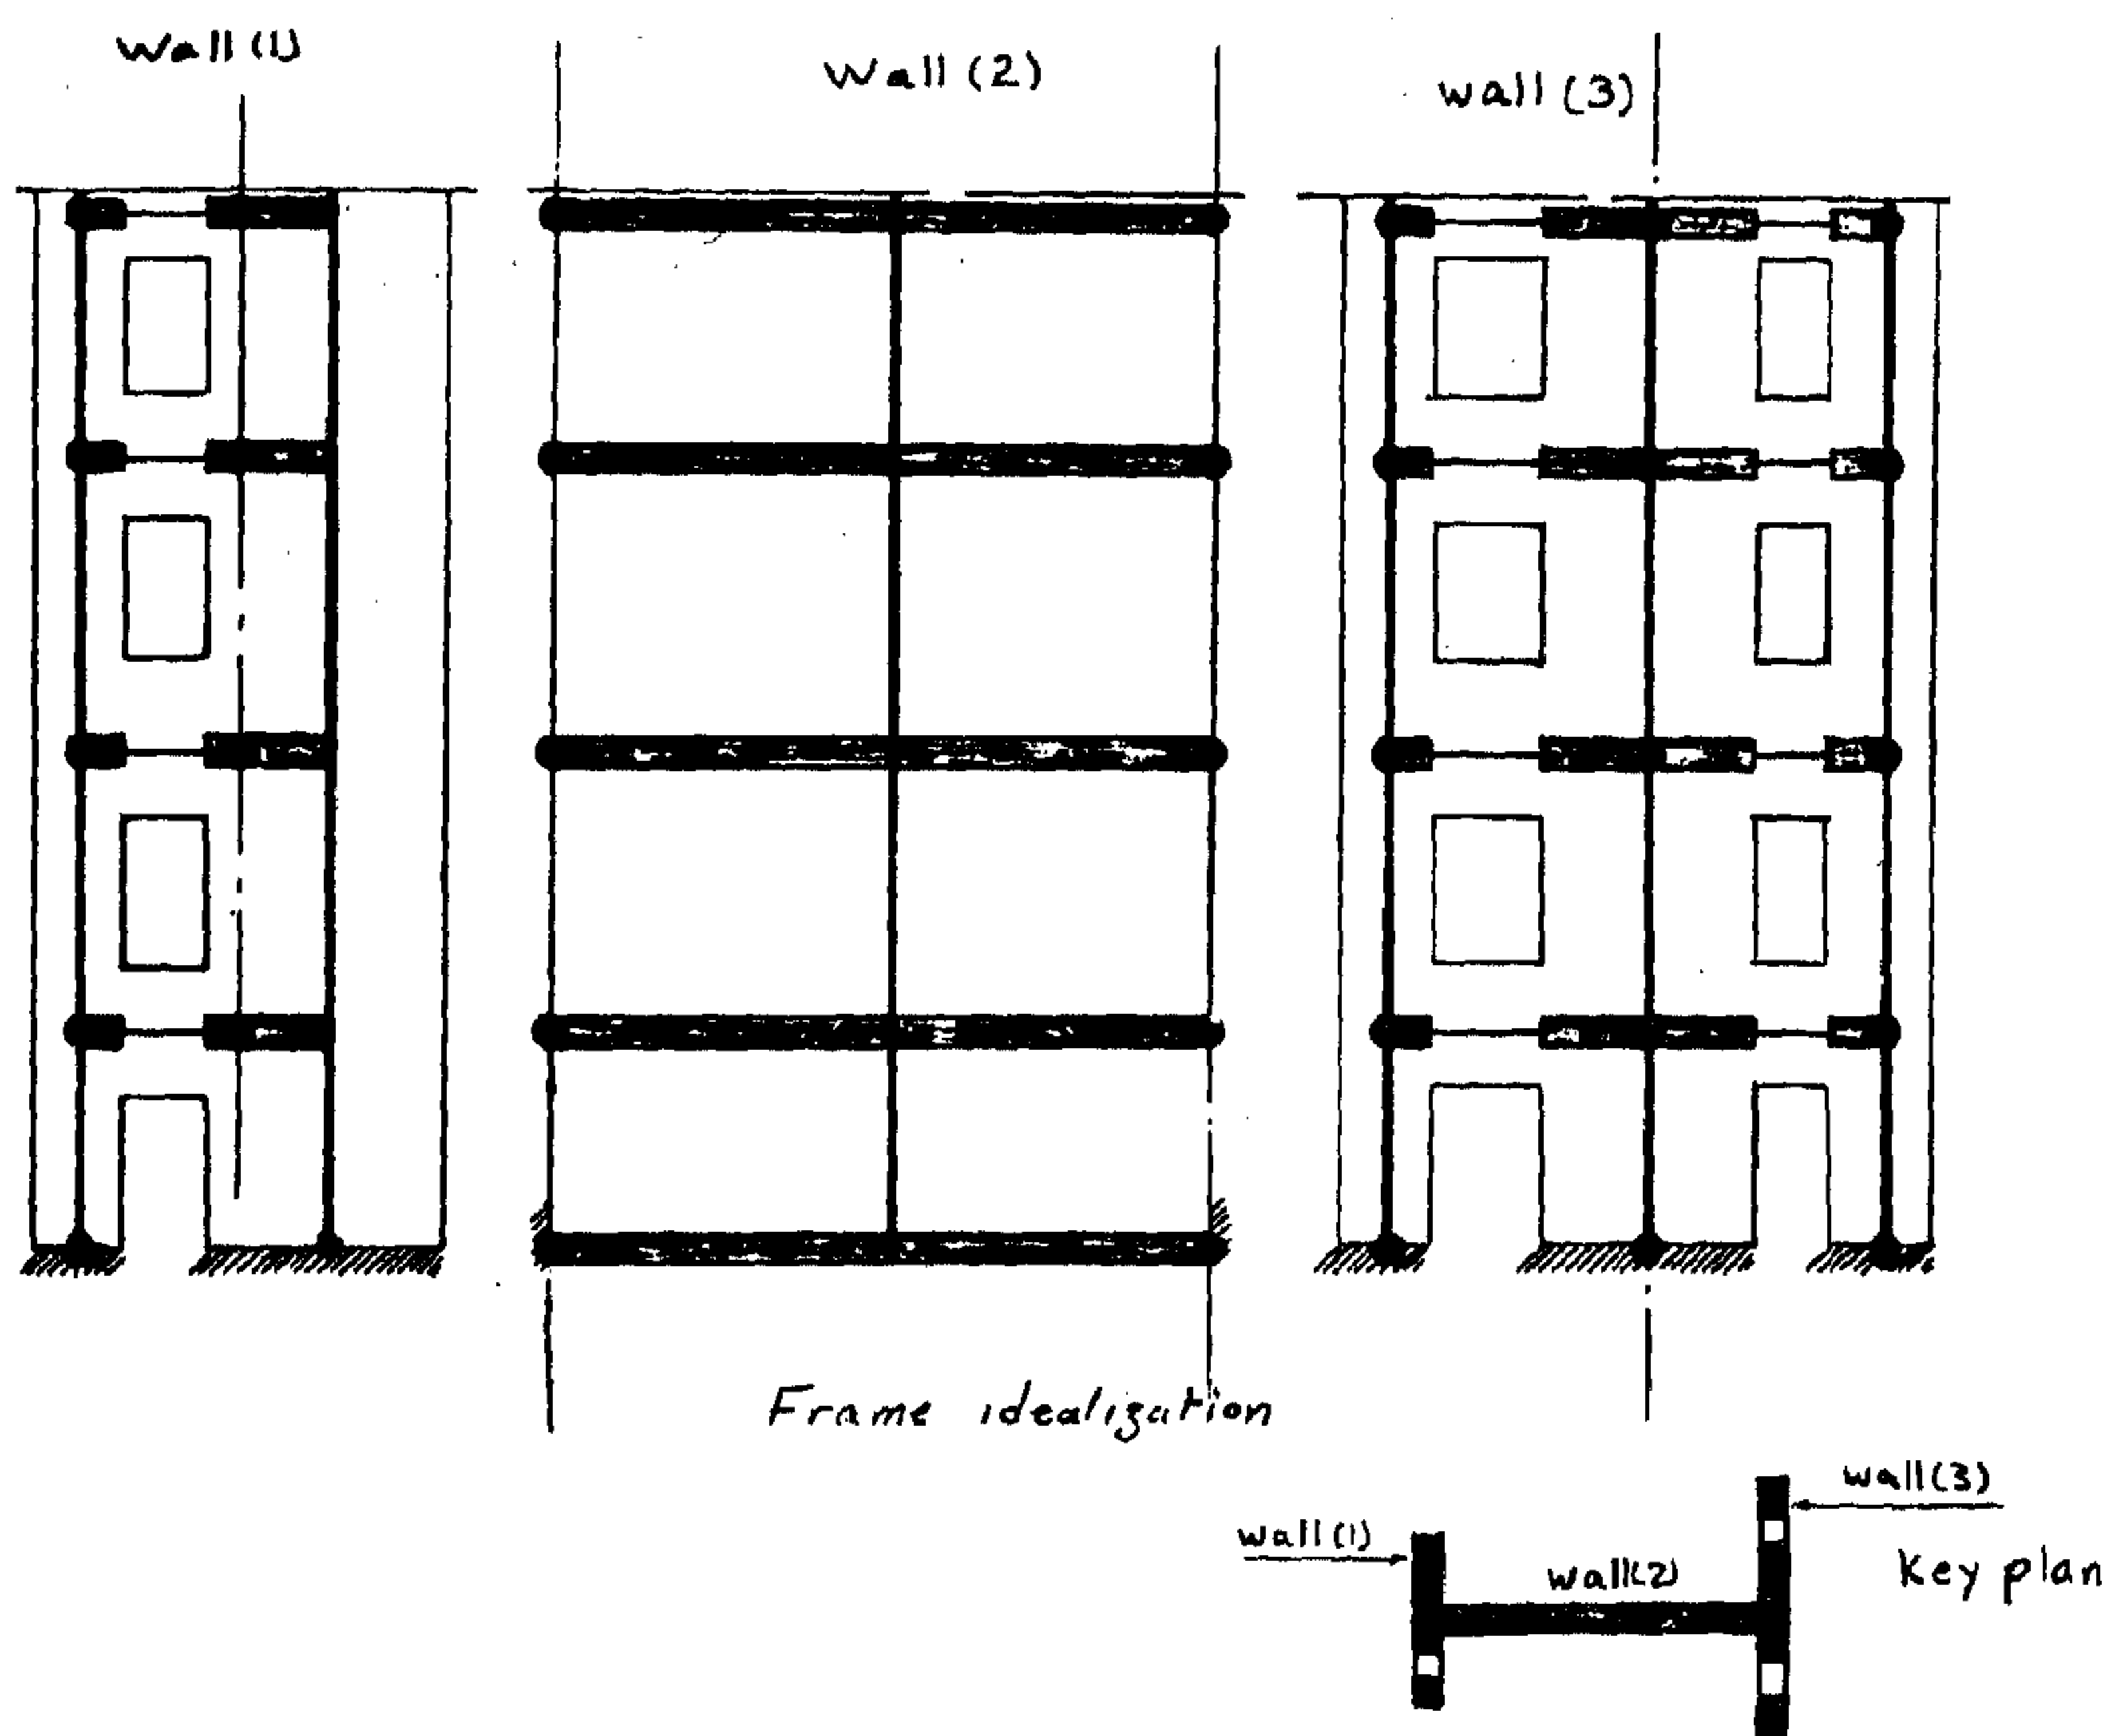 Wall (1)
Wall (2)
wall (3)
Frame idealization
wall (3)
wall (1)
wall(2)
Key plan